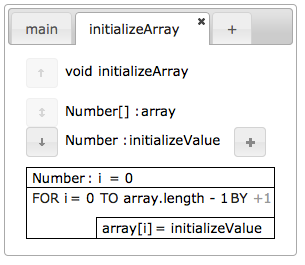 main
initializeArray
+
void initializeArray
Number[] :array
Number :initializeValue
Number: i = 0
FOR i = 0 TO array.length - 1 BY +1
array[i] = initializeValue